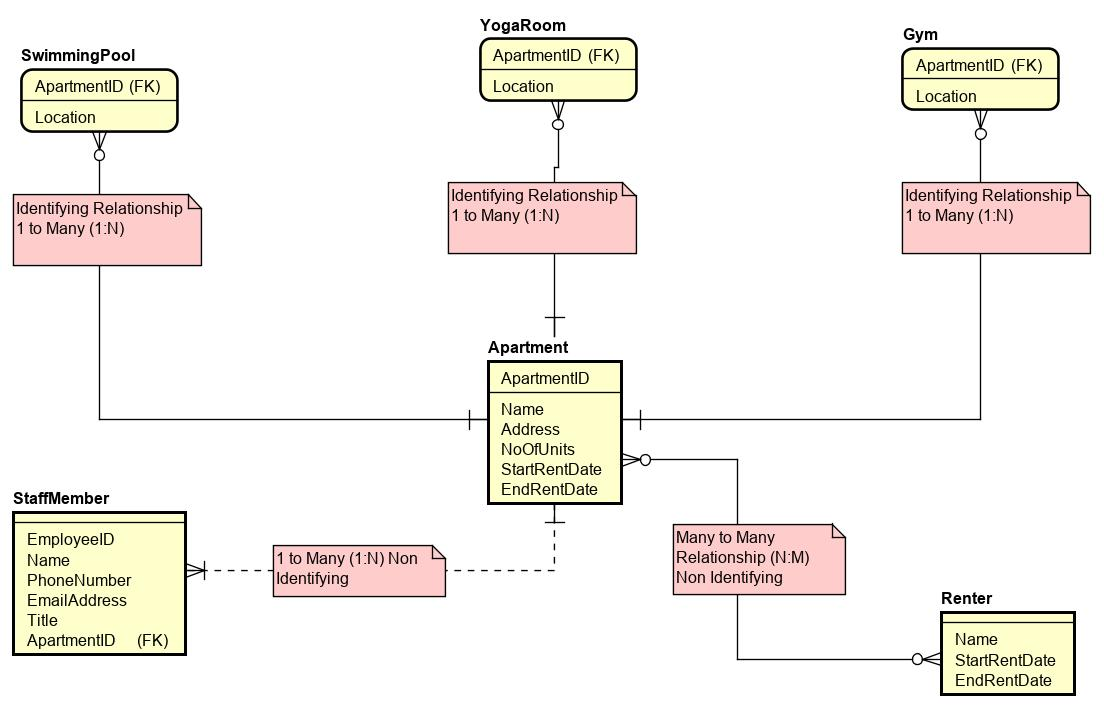 SwimmingPool
ApartmentID (FK)
Location
YogaRoom
ApartmentID (FK)
Location
Gym
ApartmentID (FK)
Location
Identifying Relationship
1 to Many (1:N)
Identifying Relationship
1 to Many (1:N)
Identifying Relationship
1 to Many (1:N)
Apartment
ApartmentID
Name
Address
NoOfUnits
StartRentDate
EndRentDate
StaffMember
EmployeeID
Name
PhoneNumber
EmailAddress
Title
ApartmentID (FK)
1 to Many (1:N) Non
Identifying
Many to Many
Relationship (N:M)
Non Identifying
Renter
Name
StartRentDate
EndRentDate